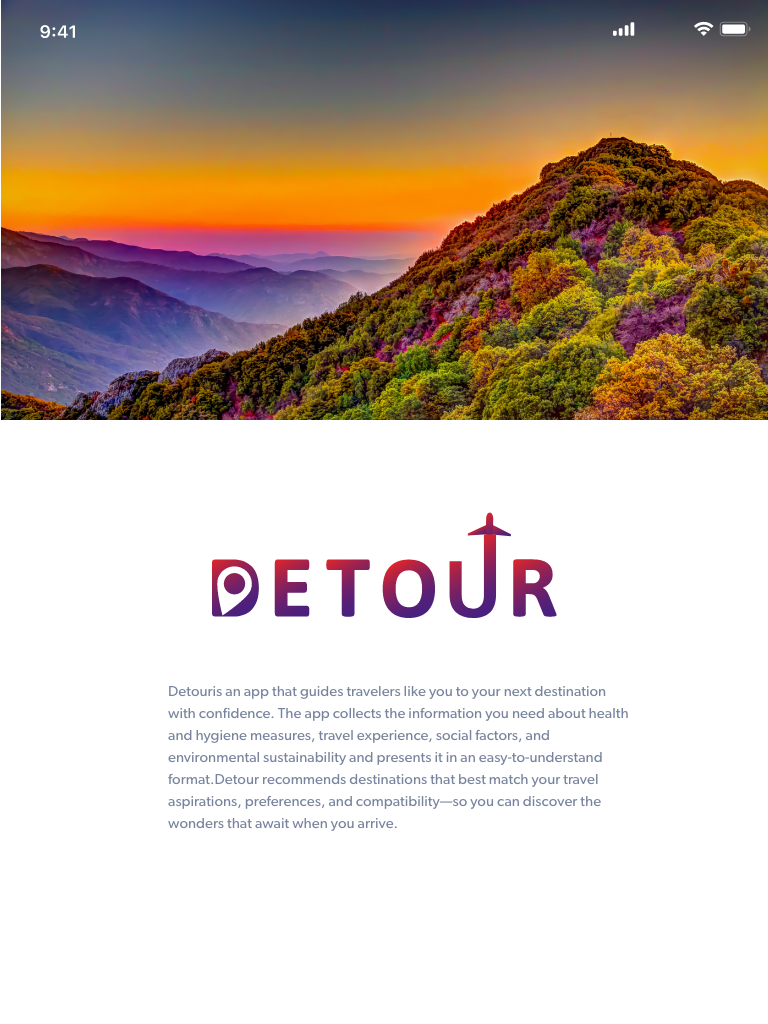 9:41
DETOUR
Detouris an app that guides travelers like you to your next destination
with confidence. The app collects the information you need about health
and hygiene measures, travel experience, social factors, and
environmental sustainability and presents it in an easy-to-understand
format.Detour recommends destinations that best match your travel
aspirations, preferences, and compatibility—so you can discover the
wonders that await when you arrive.